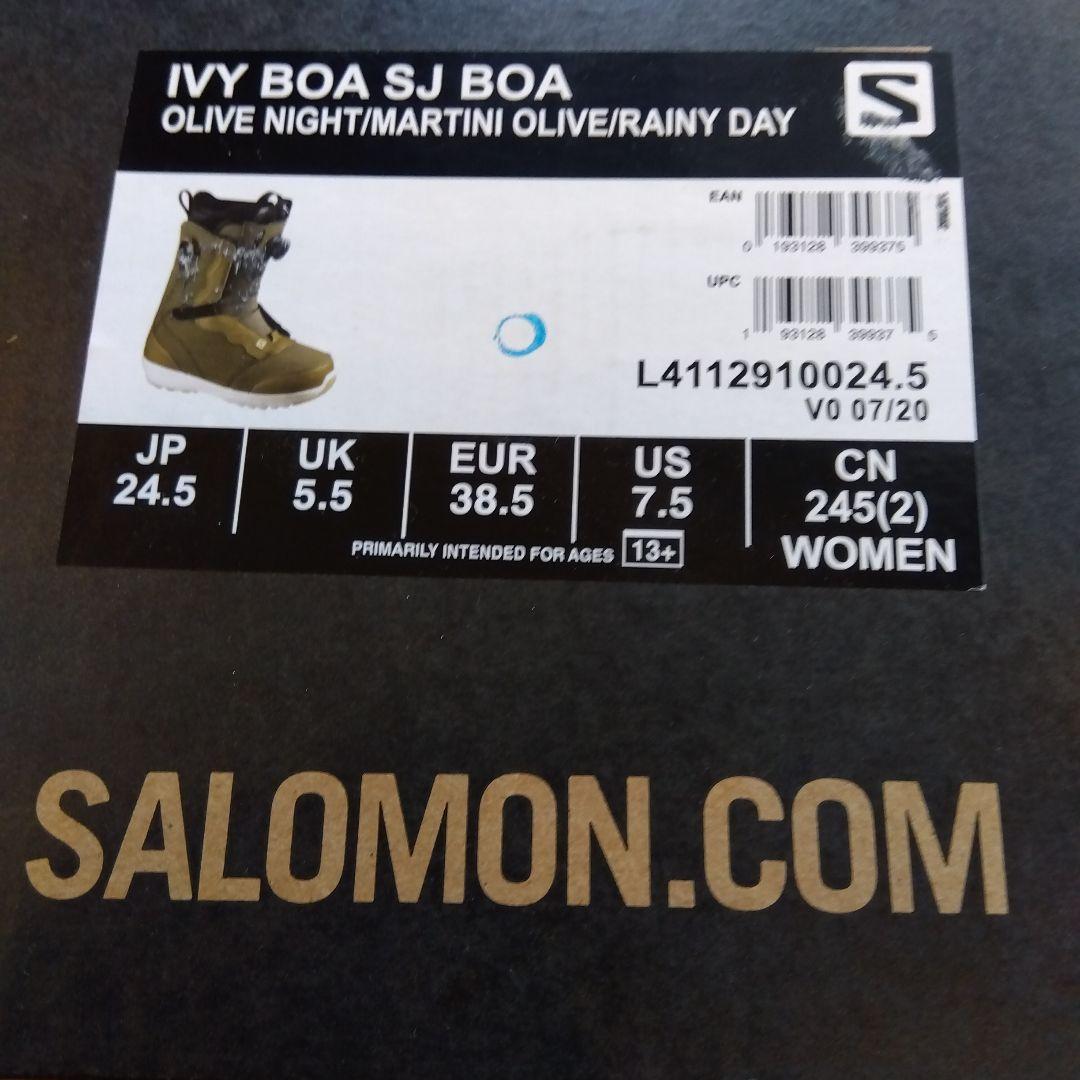 IVY BOA SJ BOA
OLIVE NIGHT/MARTINI OLIVE/RAINY DAY
S
EAN
0 193128 399375
UPC
1 93128 39937 5
L4112910024.5
V0 07/20
JP UK EUR US CN
24.5 5.5 38.5 7.5 245(2)
PRIMARILY INTENDED FOR AGES 13+ WOMEN
SALOMON.COM